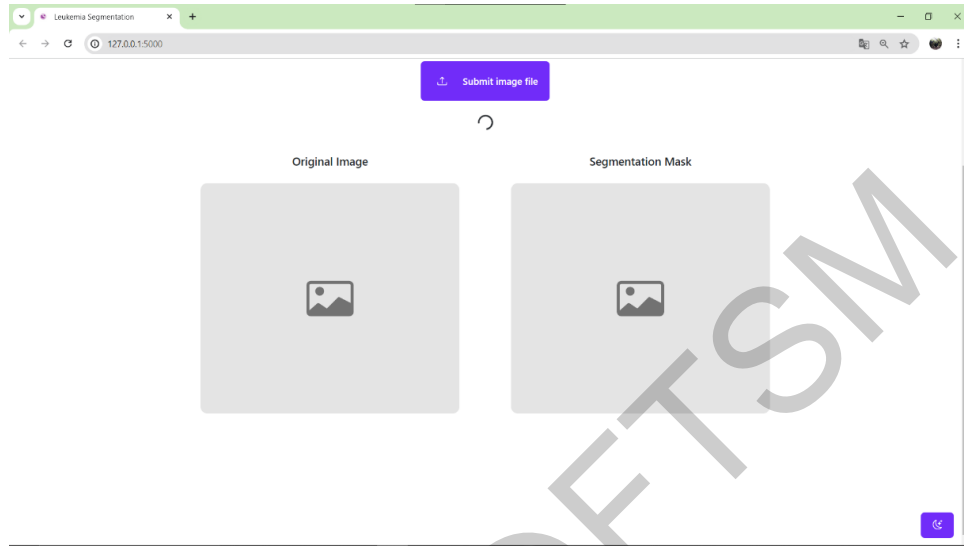 Leukemia Segmentation
127.0.0.1:5000
Submit image file
Original Image
Segmentation Mask
FTSM